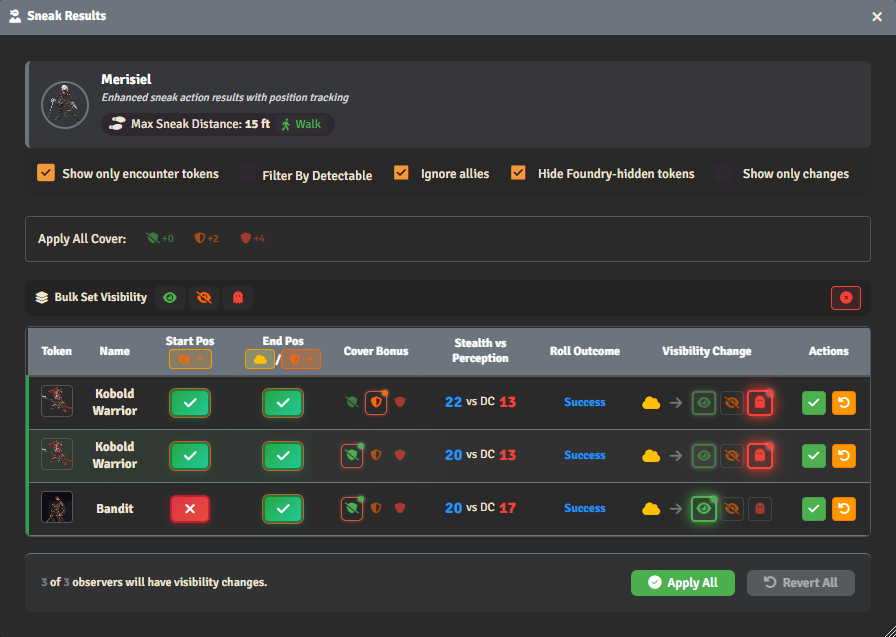 Sneak Results
Merisiel
Enhanced sneak action results with position tracking
Max Sneak Distance: 15 ft Walk
Show only encounter tokens Filter By Detectable Ignore allies Hide Foundry-hidden tokens Show only changes
Apply All Cover: +0 +2 +4
Bulk Set Visibility
Token Name Start Pos End Pos / Cover Bonus Stealth vs Perception Roll Outcome Visibility Change Actions
Kobold Warrior 22 vs DC 13 Success
Kobold Warrior 20 vs DC 13 Success
Bandit 20 vs DC 17 Success
3 of 3 observers will have visibility changes.
Apply All Revert All